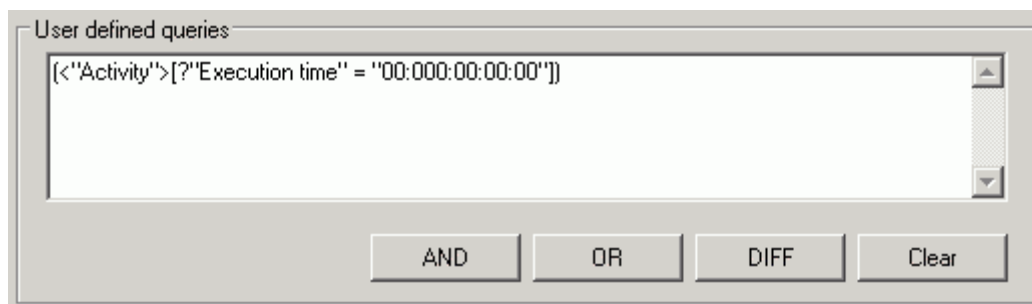 User defined queries
(<"Activity">[?"Execution time" = "00:000:00:00:00"])
AND OR DIFF Clear